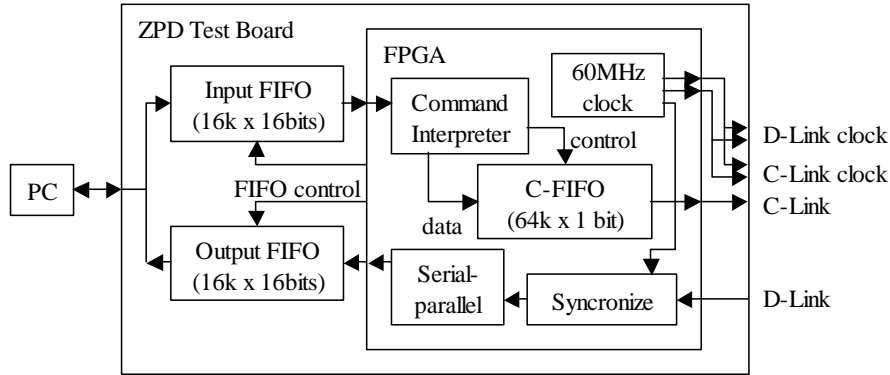 ZPD Test Board
FPGA
Input FIFO
(16k x 16bits)
Command
Interpreter
60MHz
clock
D-Link clock
control
C-Link clock
PC
FIFO control
C-FIFO
(64k x 1 bit)
C-Link
data
Output FIFO
(16k x 16bits)
Serial-
parallel
Syncronize
D-Link